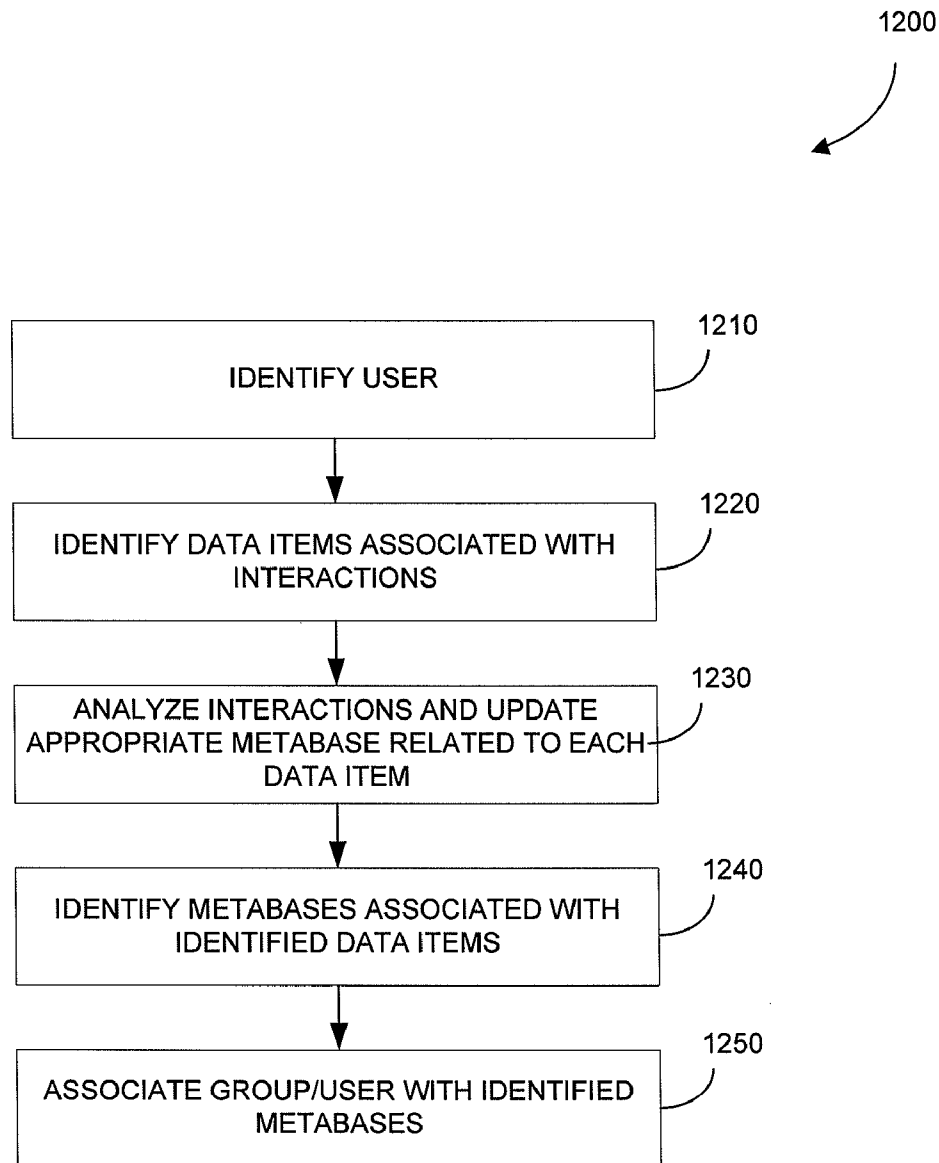 1200
1210
IDENTIFY USER
1220
IDENTIFY DATA ITEMS ASSOCIATED WITH
INTERACTIONS
1230
ANALYZE INTERACTIONS AND UPDATE
APPROPRIATE METABASE RELATED TO EACH
DATA ITEM
1240
IDENTIFY METABASES ASSOCIATED WITH
IDENTIFIED DATA ITEMS
1250
ASSOCIATE GROUP/USER WITH IDENTIFIED
METABASES